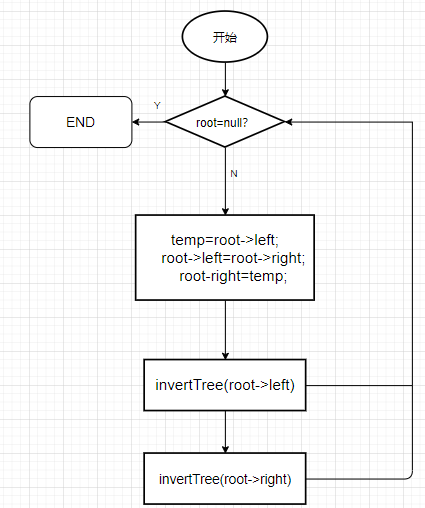 开始
root=null?
Y
END
N
temp=root->left;
root->left=root->right;
root-right=temp;
invertTree(root->left)
invertTree(root->right)